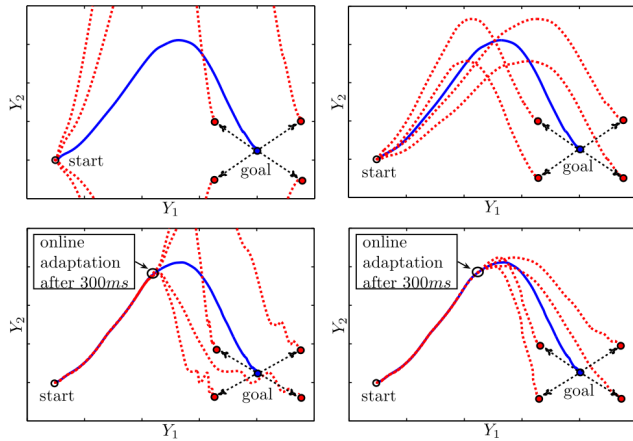 Y2
start
goal
Y1
Y2
start
goal
Y1
online
adaptation
after 300ms
Y2
start
goal
Y1
online
adaptation
after 300ms
Y2
start
goal
Y1